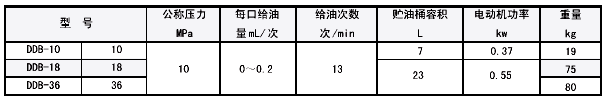 型 号 公称压力 每口给油 给油次数 贮油桶容积 电动机功率 重量
MPa 量mL/次 次/min L kw kg
DDB-10 10 7 0.37 19
DDB-18 18 10 0～0.2 13 23 0.55 75
DDB-36 36 80